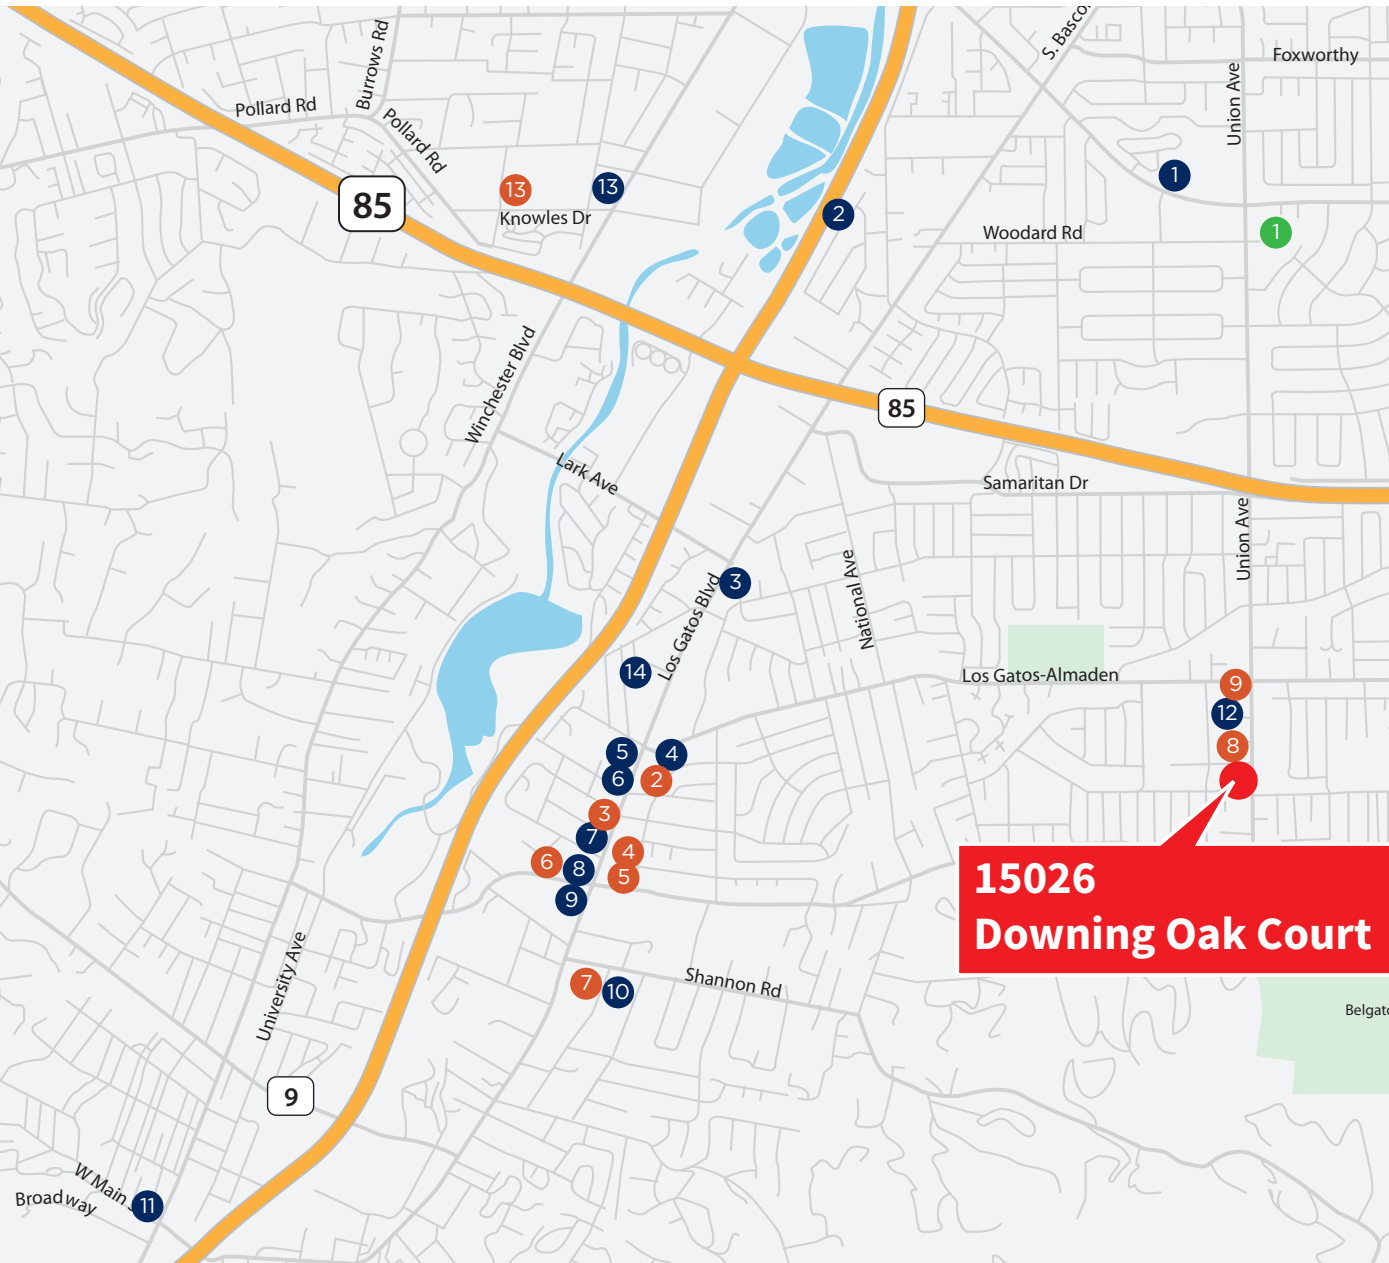 S. Basco
Foxworthy
Burrows Rd
Pollard Rd
Union Ave
Pollard Rd
1
13
13
85
2
Knowles Dr
Woodard Rd
1
Winchester Blvd
85
Lark Ave
Samaritan Dr
Union Ave
3
National Ave
Los Gatos Blvd
14
Los Gatos-Almaden
9
12
5
4
8
6
2
3
7
4
6
8
5
9
15026
Downing Oak Court
University Ave
7
10
Shannon Rd
Belgato
9
W Main
Broadway
11